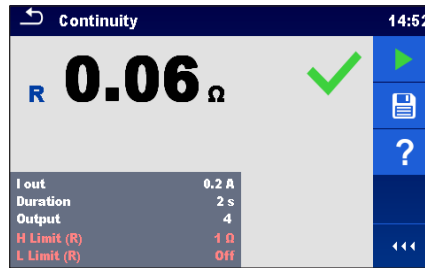 Continuity 14:52
R 0.06 Ω
?
I out 0.2 A
Duration 2 s
Output 4
H Limit (R) 1 Ω
L Limit (R) Off